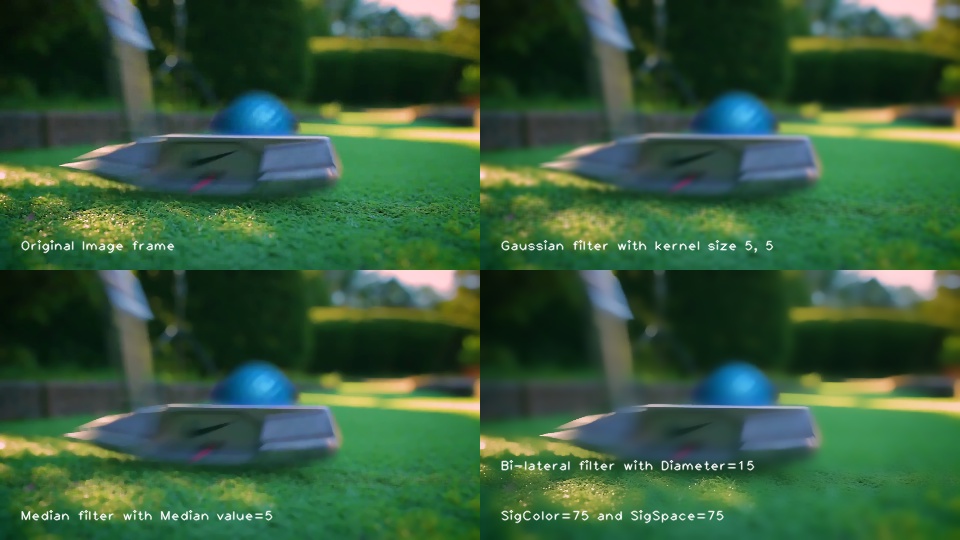 Original Image frame
Gaussian filter with kernel size 5, 5
Median filter with Median value=5
Bi-lateral filter with Diameter=15
SigColor=75 and SigSpace=75